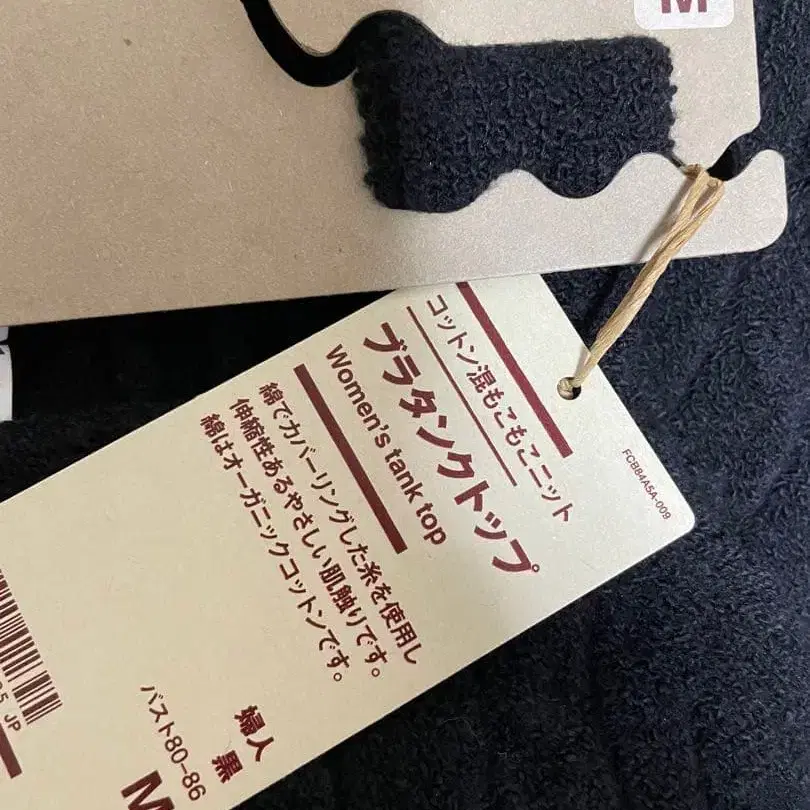 M
コットン混もこもこニット
ブラタンクトップ
Women's tank top
綿でカバーリングした糸を使用し
伸縮性あるやさしい肌触りです。
綿はオーガニックコットンです。
FCB84A5A-009
婦人
黒
バスト80-86
M
5 JP